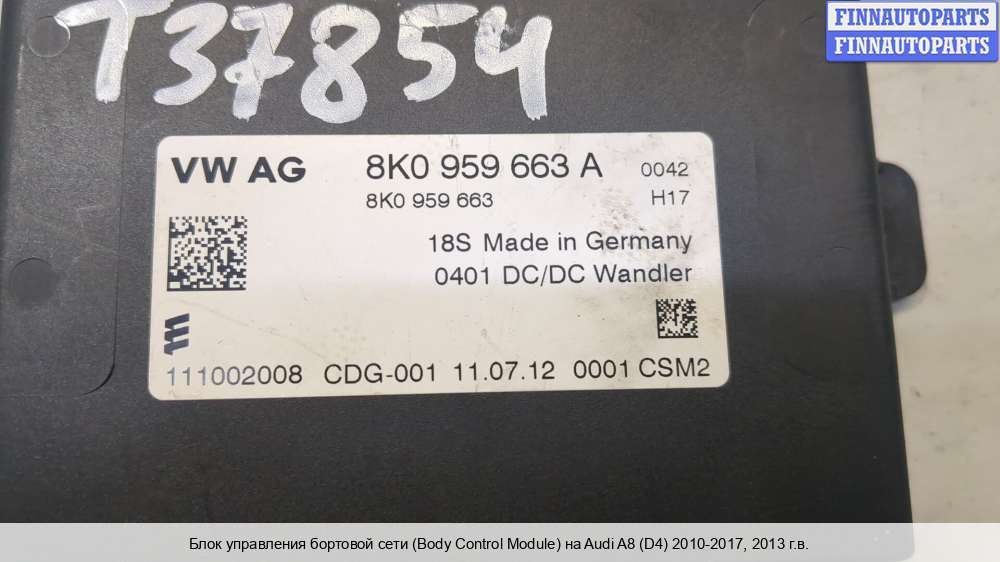 FINNAUTOPARTS
FINNAUTOPARTS
T37854
VW AG 8K0 959 663 A 0042
8K0 959 663 H17
18S Made in Germany
0401 DC/DC Wandler
111002008 CDG-001 11.07.12 0001 CSM2
Блок управления бортовой сети (Body Control Module) на Audi A8 (D4) 2010-2017, 2013 г.в.